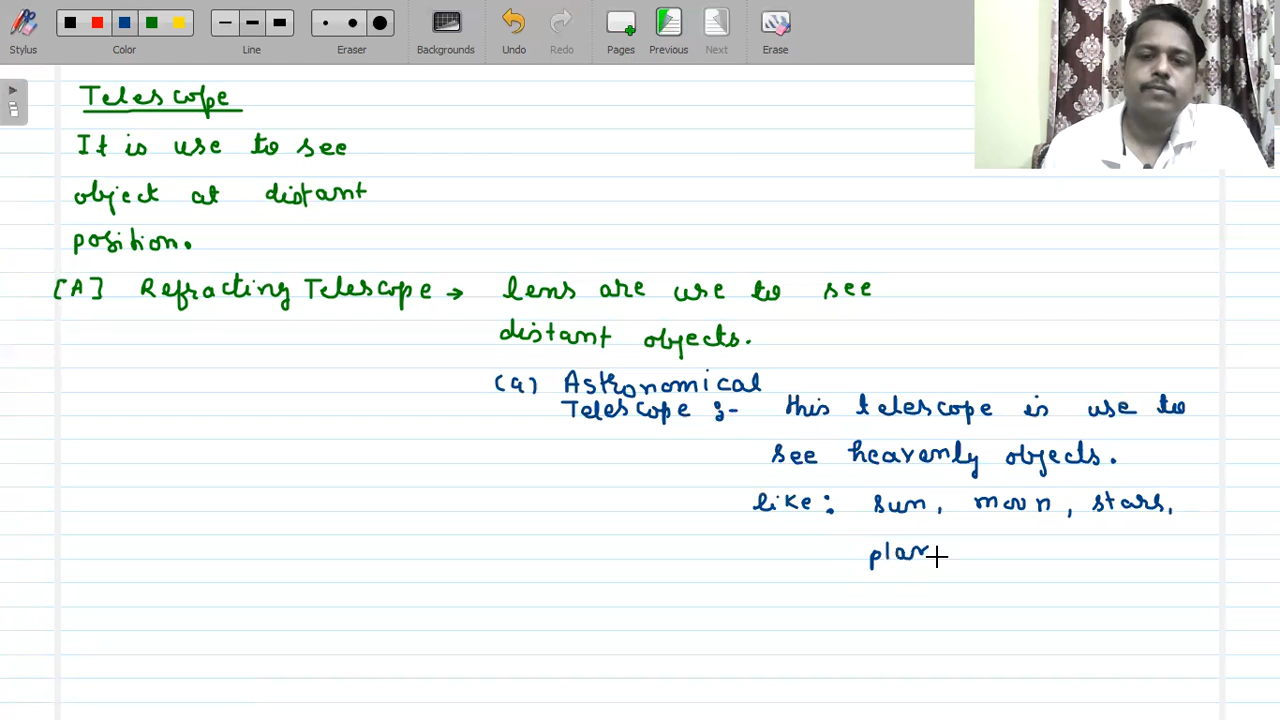 Stylus Color Line Eraser Backgrounds Undo Redo Pages Previous Next Erase
Telescope
It is use to see
object at distant
position.
[A] Refracting Telescope → lens are use to see
distant objects.
(a) Astronomical
Telescope :- this telescope is use to
see heavenly objects.
like: sun, moon, stars,
plan